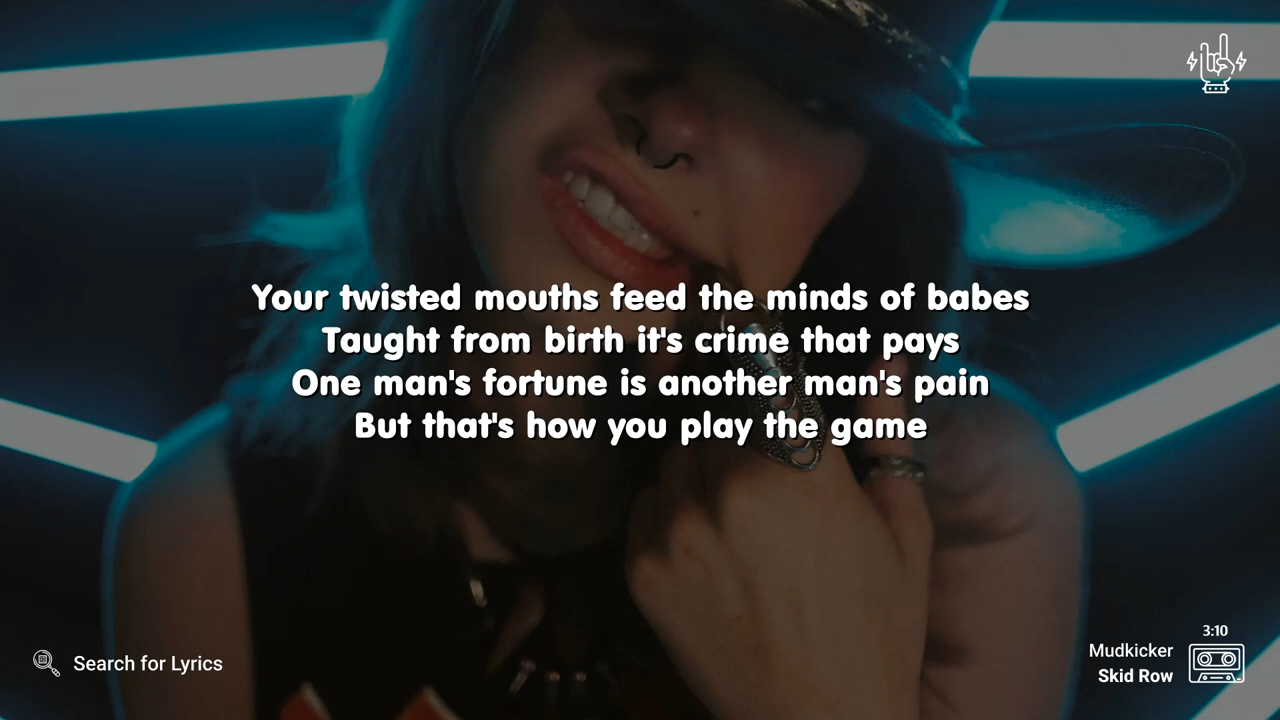 Your twisted mouths feed the minds of babes
Taught from birth it's crime that pays
One man's fortune is another man's pain
But that's how you play the game
Search for Lyrics
3:10
Mudkicker
Skid Row